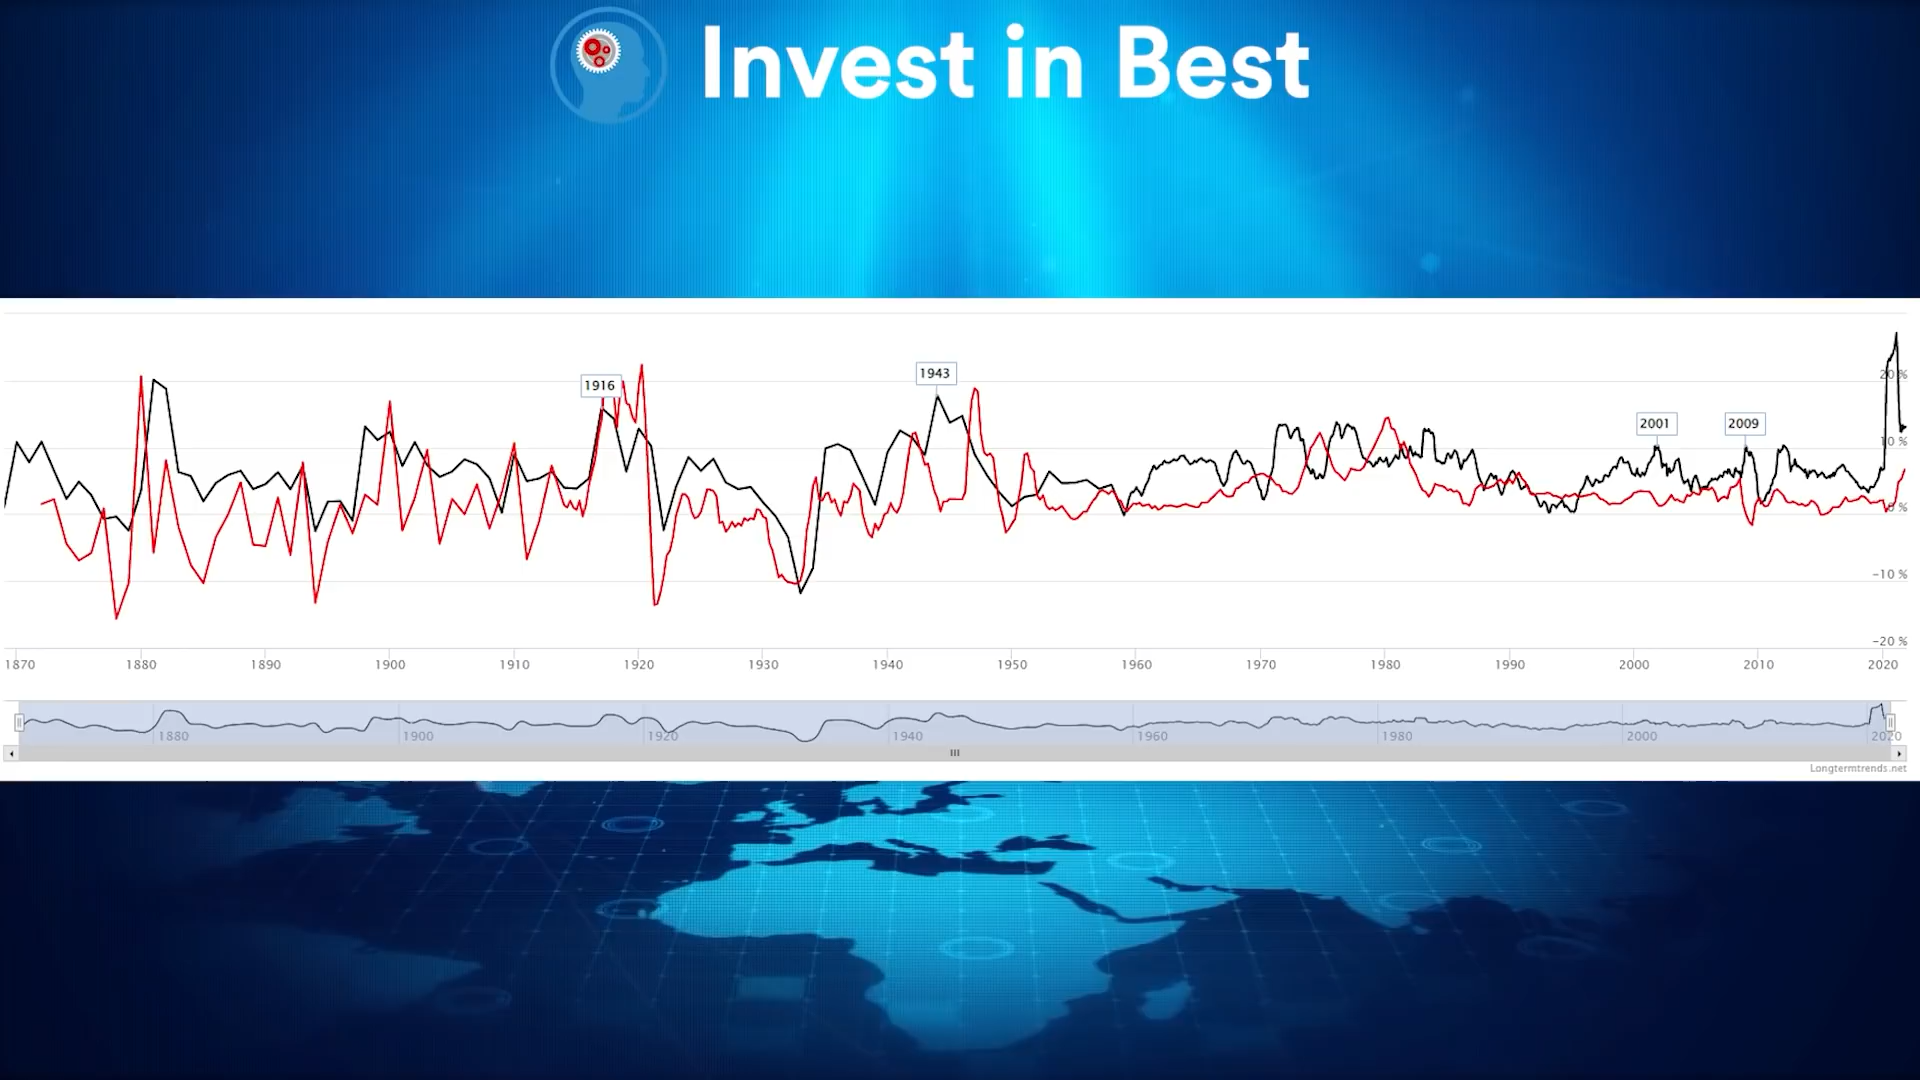 Invest in Best
1916
1943
2001
2009
20 %
10 %
0 %
-10 %
-20 %
1870 1880 1890 1900 1910 1920 1930 1940 1950 1960 1970 1980 1990 2000 2010 2020
1880 1900 1920 1940 1960 1980 2000 2020
Longtermtrends.net